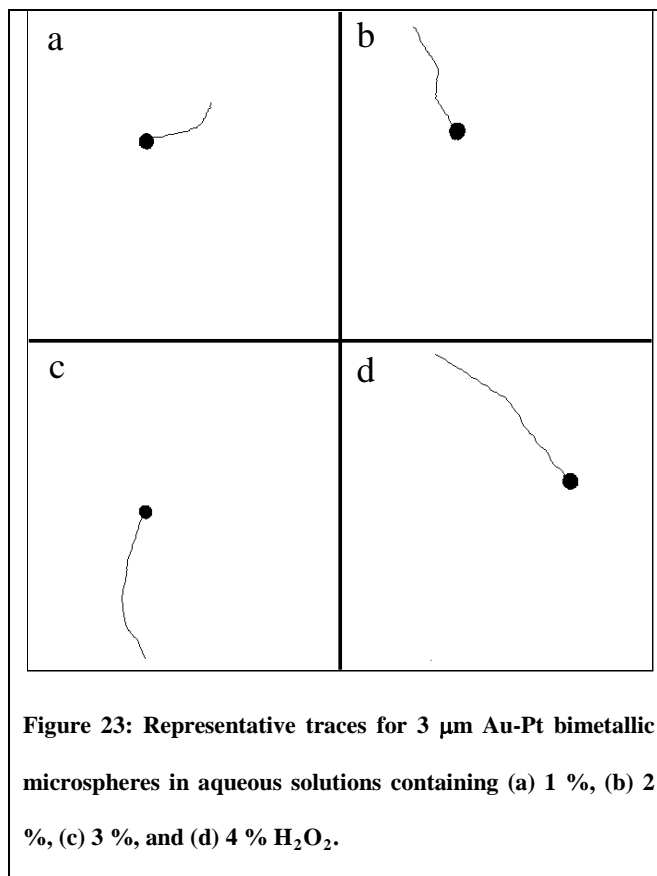 a
b
c
d
Figure 23: Representative traces for 3 μm Au-Pt bimetallic
microspheres in aqueous solutions containing (a) 1 %, (b) 2
%, (c) 3 %, and (d) 4 % H₂O₂.